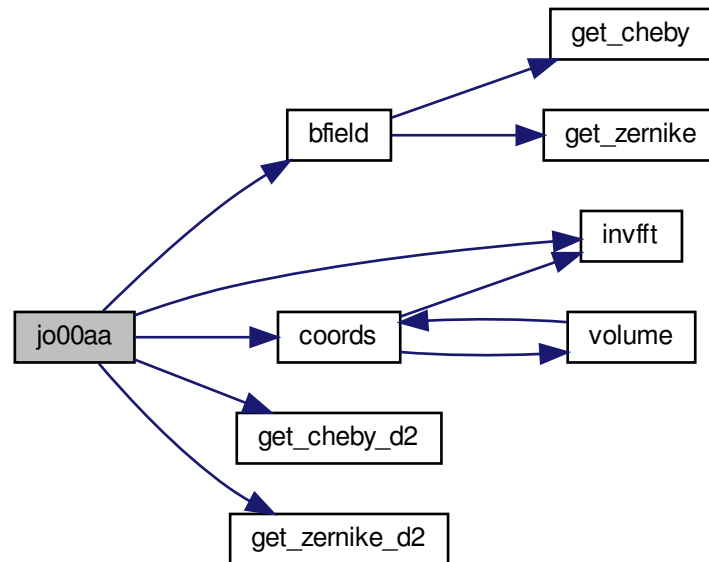 get_cheby
bfield
get_zernike
invfft
jo00aa
coords
volume
get_cheby_d2
get_zernike_d2